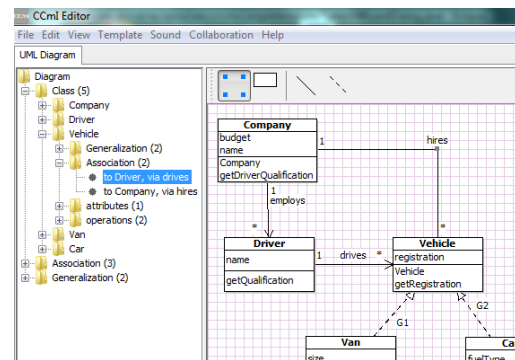 CCmI Editor
File Edit View Template Sound Collaboration Help
UML Diagram
Diagram
Class (5)
Company
Driver
Vehicle
Generalization (2)
Association (2)
to Driver, via drives
to Company, via hires
attributes (1)
operations (2)
Van
Car
Association (3)
Generalization (2)
Company
budget
name
Company
getDriverQualification
1
hires
1
employs
*
*
Driver
name
getQualification
1 drives *
Vehicle
registration
Vehicle
getRegistration
G1
G2
Van
size
Ca
fuelType